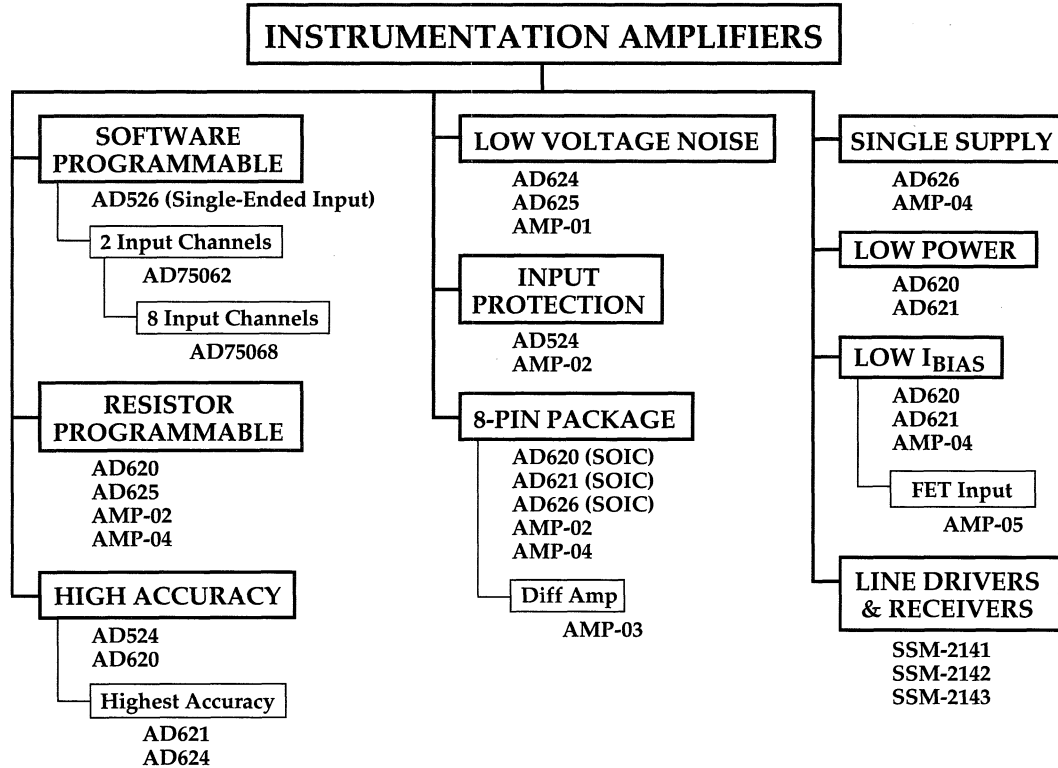 INSTRUMENTATION AMPLIFIERS
SOFTWARE
PROGRAMMABLE
AD526 (Single-Ended Input)
2 Input Channels
AD75062
8 Input Channels
AD75068
RESISTOR
PROGRAMMABLE
AD620
AD625
AMP-02
AMP-04
HIGH ACCURACY
AD524
AD620
Highest Accuracy
AD621
AD624
LOW VOLTAGE NOISE
AD624
AD625
AMP-01
INPUT
PROTECTION
AD524
AMP-02
8-PIN PACKAGE
AD620 (SOIC)
AD621 (SOIC)
AD626 (SOIC)
AMP-02
AMP-04
Diff Amp
AMP-03
SINGLE SUPPLY
AD626
AMP-04
LOW POWER
AD620
AD621
LOW IBIAS
AD620
AD621
AMP-04
FET Input
AMP-05
LINE DRIVERS
& RECEIVERS
SSM-2141
SSM-2142
SSM-2143